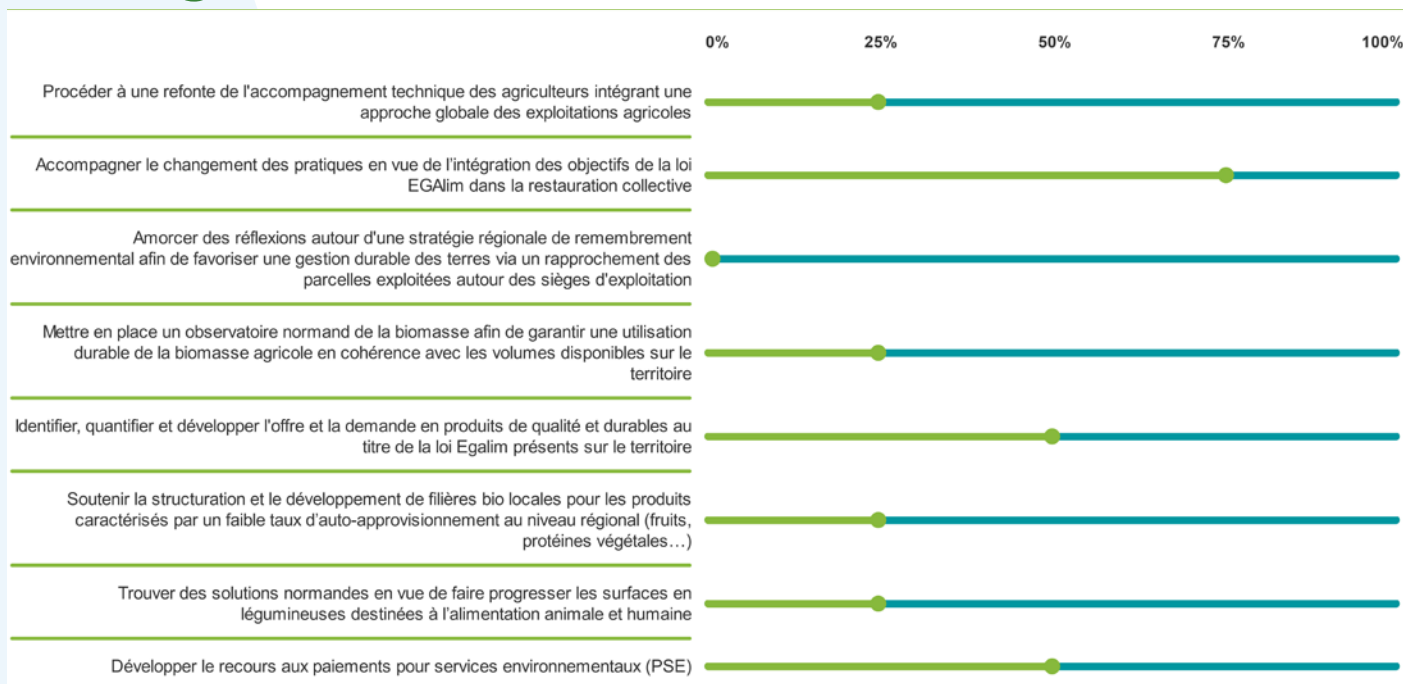 0% 25% 50% 75% 100%
Procéder à une refonte de l'accompagnement technique des agriculteurs intégrant une
approche globale des exploitations agricoles
Accompagner le changement des pratiques en vue de l'intégration des objectifs de la loi
EGAlim dans la restauration collective
Amorcer des réflexions autour d'une stratégie régionale de remembrement
environnemental afin de favoriser une gestion durable des terres via un rapprochement des
parcelles exploitées autour des sièges d'exploitation
Mettre en place un observatoire normand de la biomasse afin de garantir une utilisation
durable de la biomasse agricole en cohérence avec les volumes disponibles sur le
territoire
Identifier, quantifier et développer l'offre et la demande en produits de qualité et durables au
titre de la loi Egalim présents sur le territoire
Soutenir la structuration et le développement de filières bio locales pour les produits
caractérisés par un faible taux d'auto-approvisionnement au niveau régional (fruits,
protéines végétales…)
Trouver des solutions normandes en vue de faire progresser les surfaces en
légumineuses destinées à l'alimentation animale et humaine
Développer le recours aux paiements pour services environnementaux (PSE)